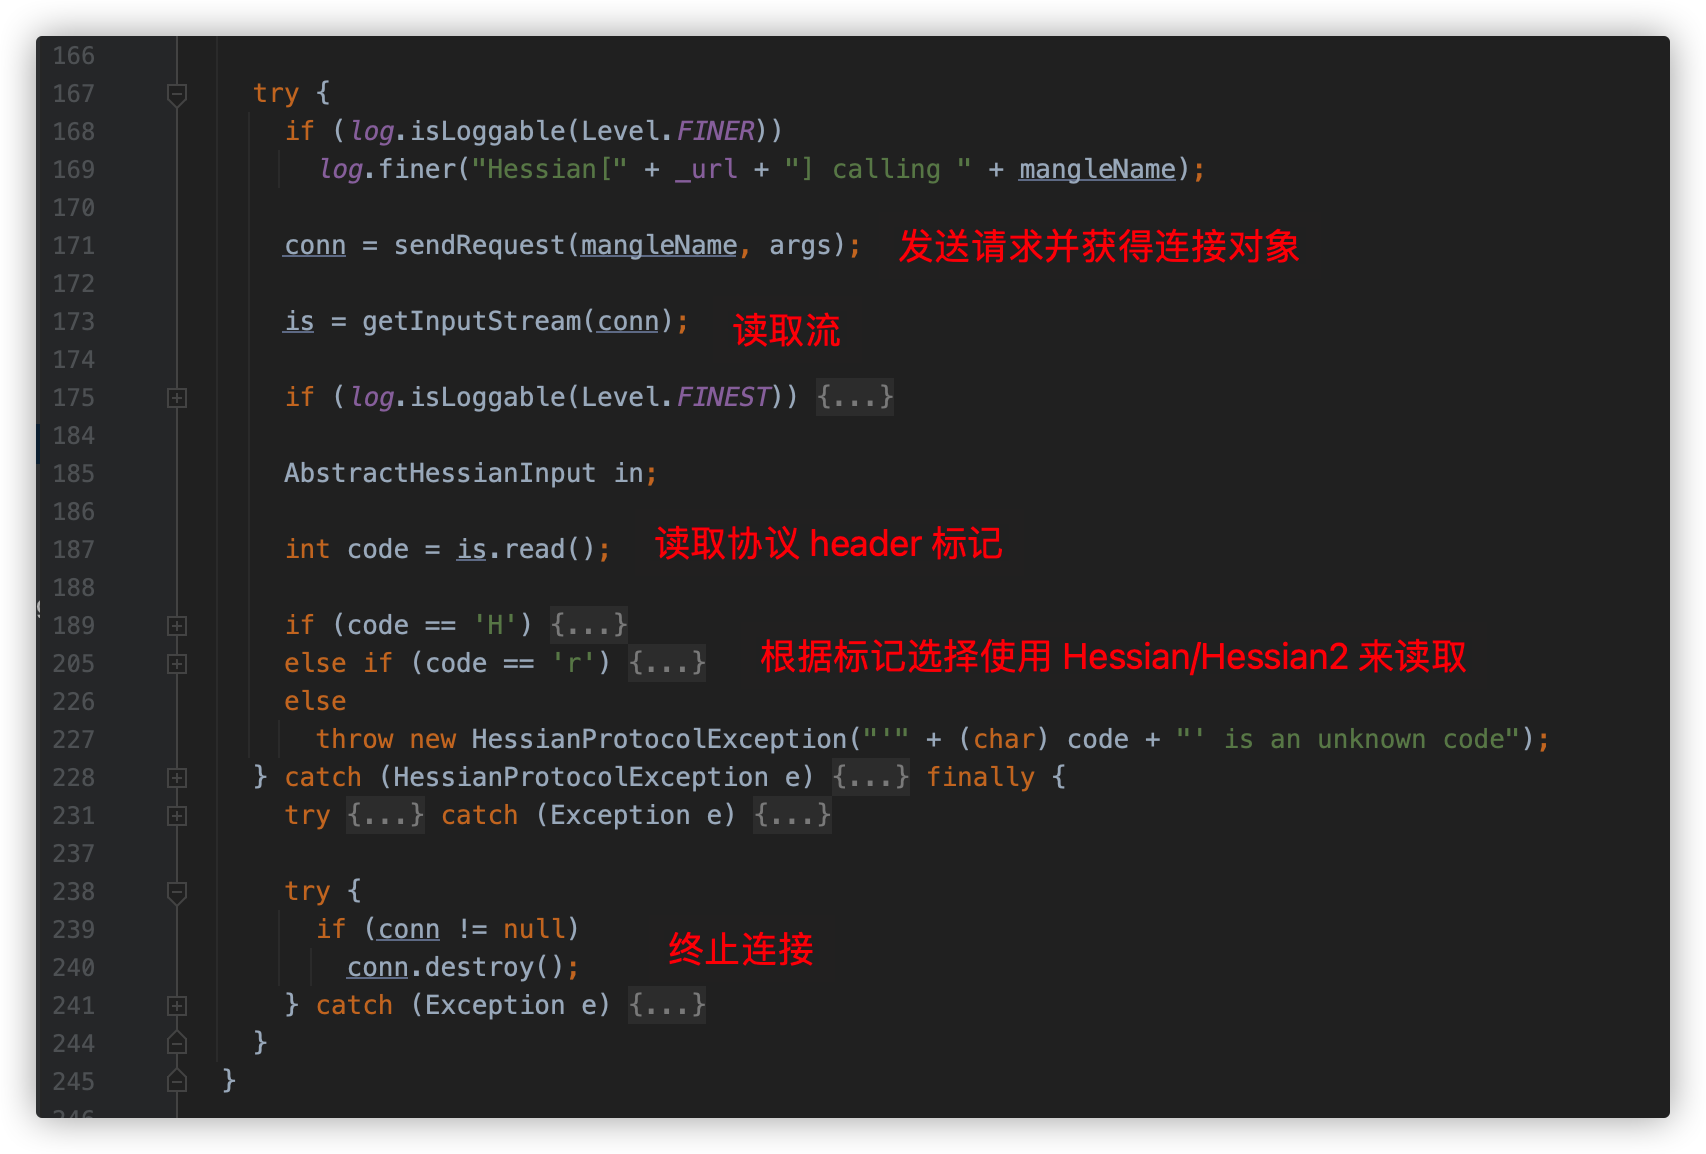 166
167 try {
168 if (log.isLoggable(Level.FINER))
169 log.finer("Hessian[" + _url + "] calling " + mangleName);
170
171 conn = sendRequest(mangleName, args); 发送请求并获得连接对象
172
173 is = getInputStream(conn); 读取流
174
175 if (log.isLoggable(Level.FINEST)) {...}
184
185 AbstractHessianInput in;
186
187 int code = is.read(); 读取协议 header 标记
188
189 if (code == 'H') {...}
205 else if (code == 'r') {...} 根据标记选择使用 Hessian/Hessian2 来读取
226 else
227 throw new HessianProtocolException("'" + (char) code + "' is an unknown code");
228 } catch (HessianProtocolException e) {...} finally {
231 try {...} catch (Exception e) {...}
237
238 try {
239 if (conn != null)
240 conn.destroy(); 终止连接
241 } catch (Exception e) {...}
244 }
245 }
246